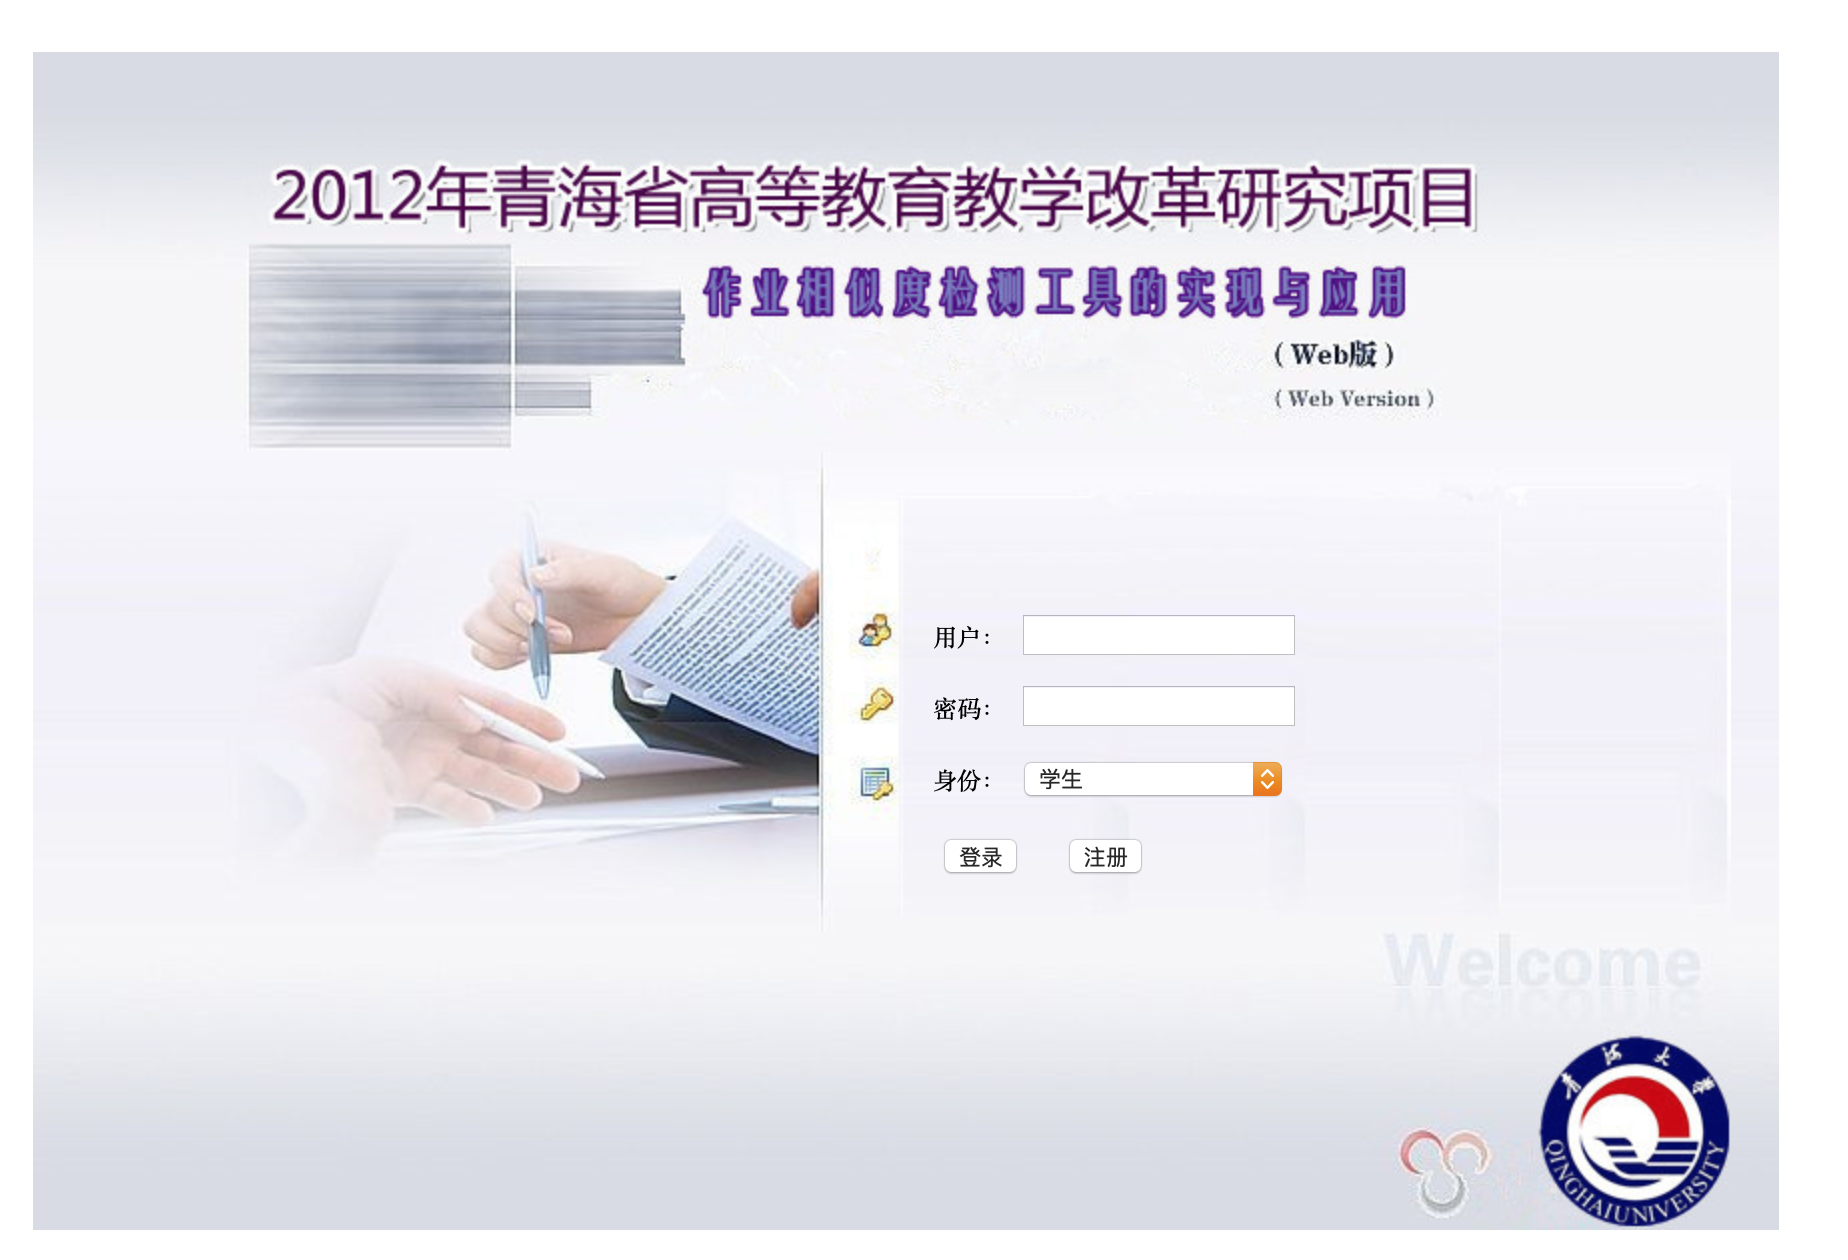 2012年青海省高等教育教学改革研究项目
作业相似度检测工具的实现与应用
（Web版）
（Web Version）
用户：
密码：
身份： 学生
登录 注册
Welcome
青海大学
QINGHAIUNIVERSITY